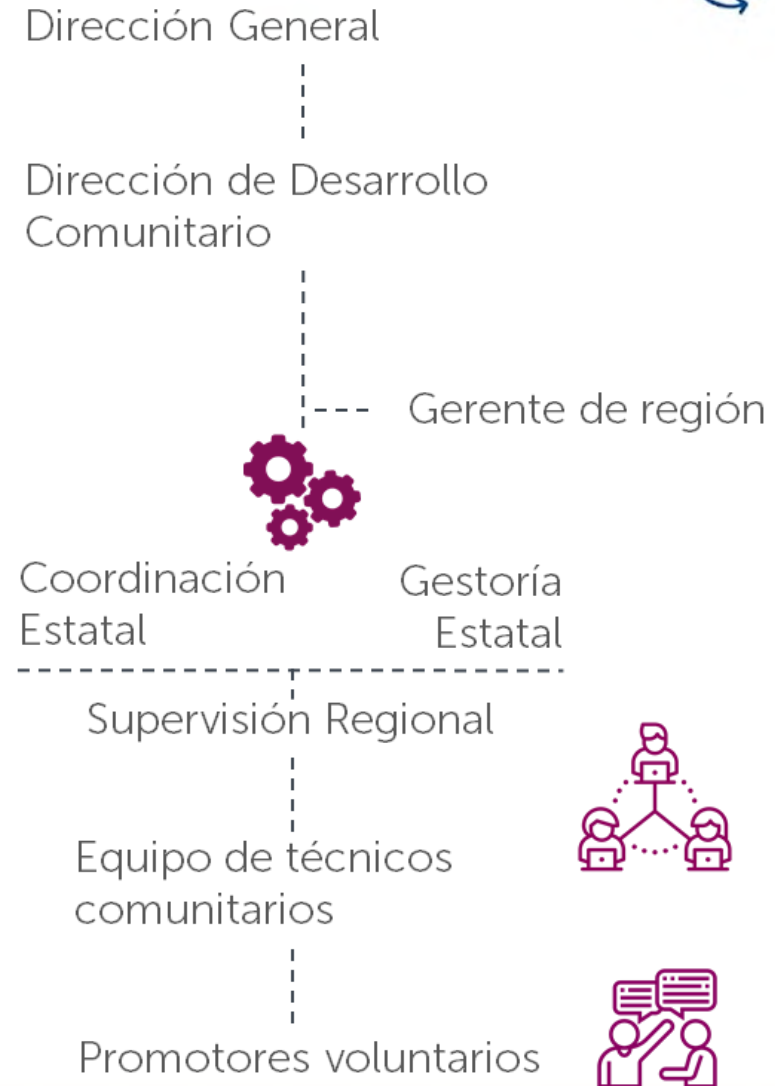 Dirección General
Dirección de Desarrollo
Comunitario
Gerente de región
Coordinación
Estatal
Gestoría
Estatal
Supervisión Regional
Equipo de técnicos
comunitarios
Promotores voluntarios